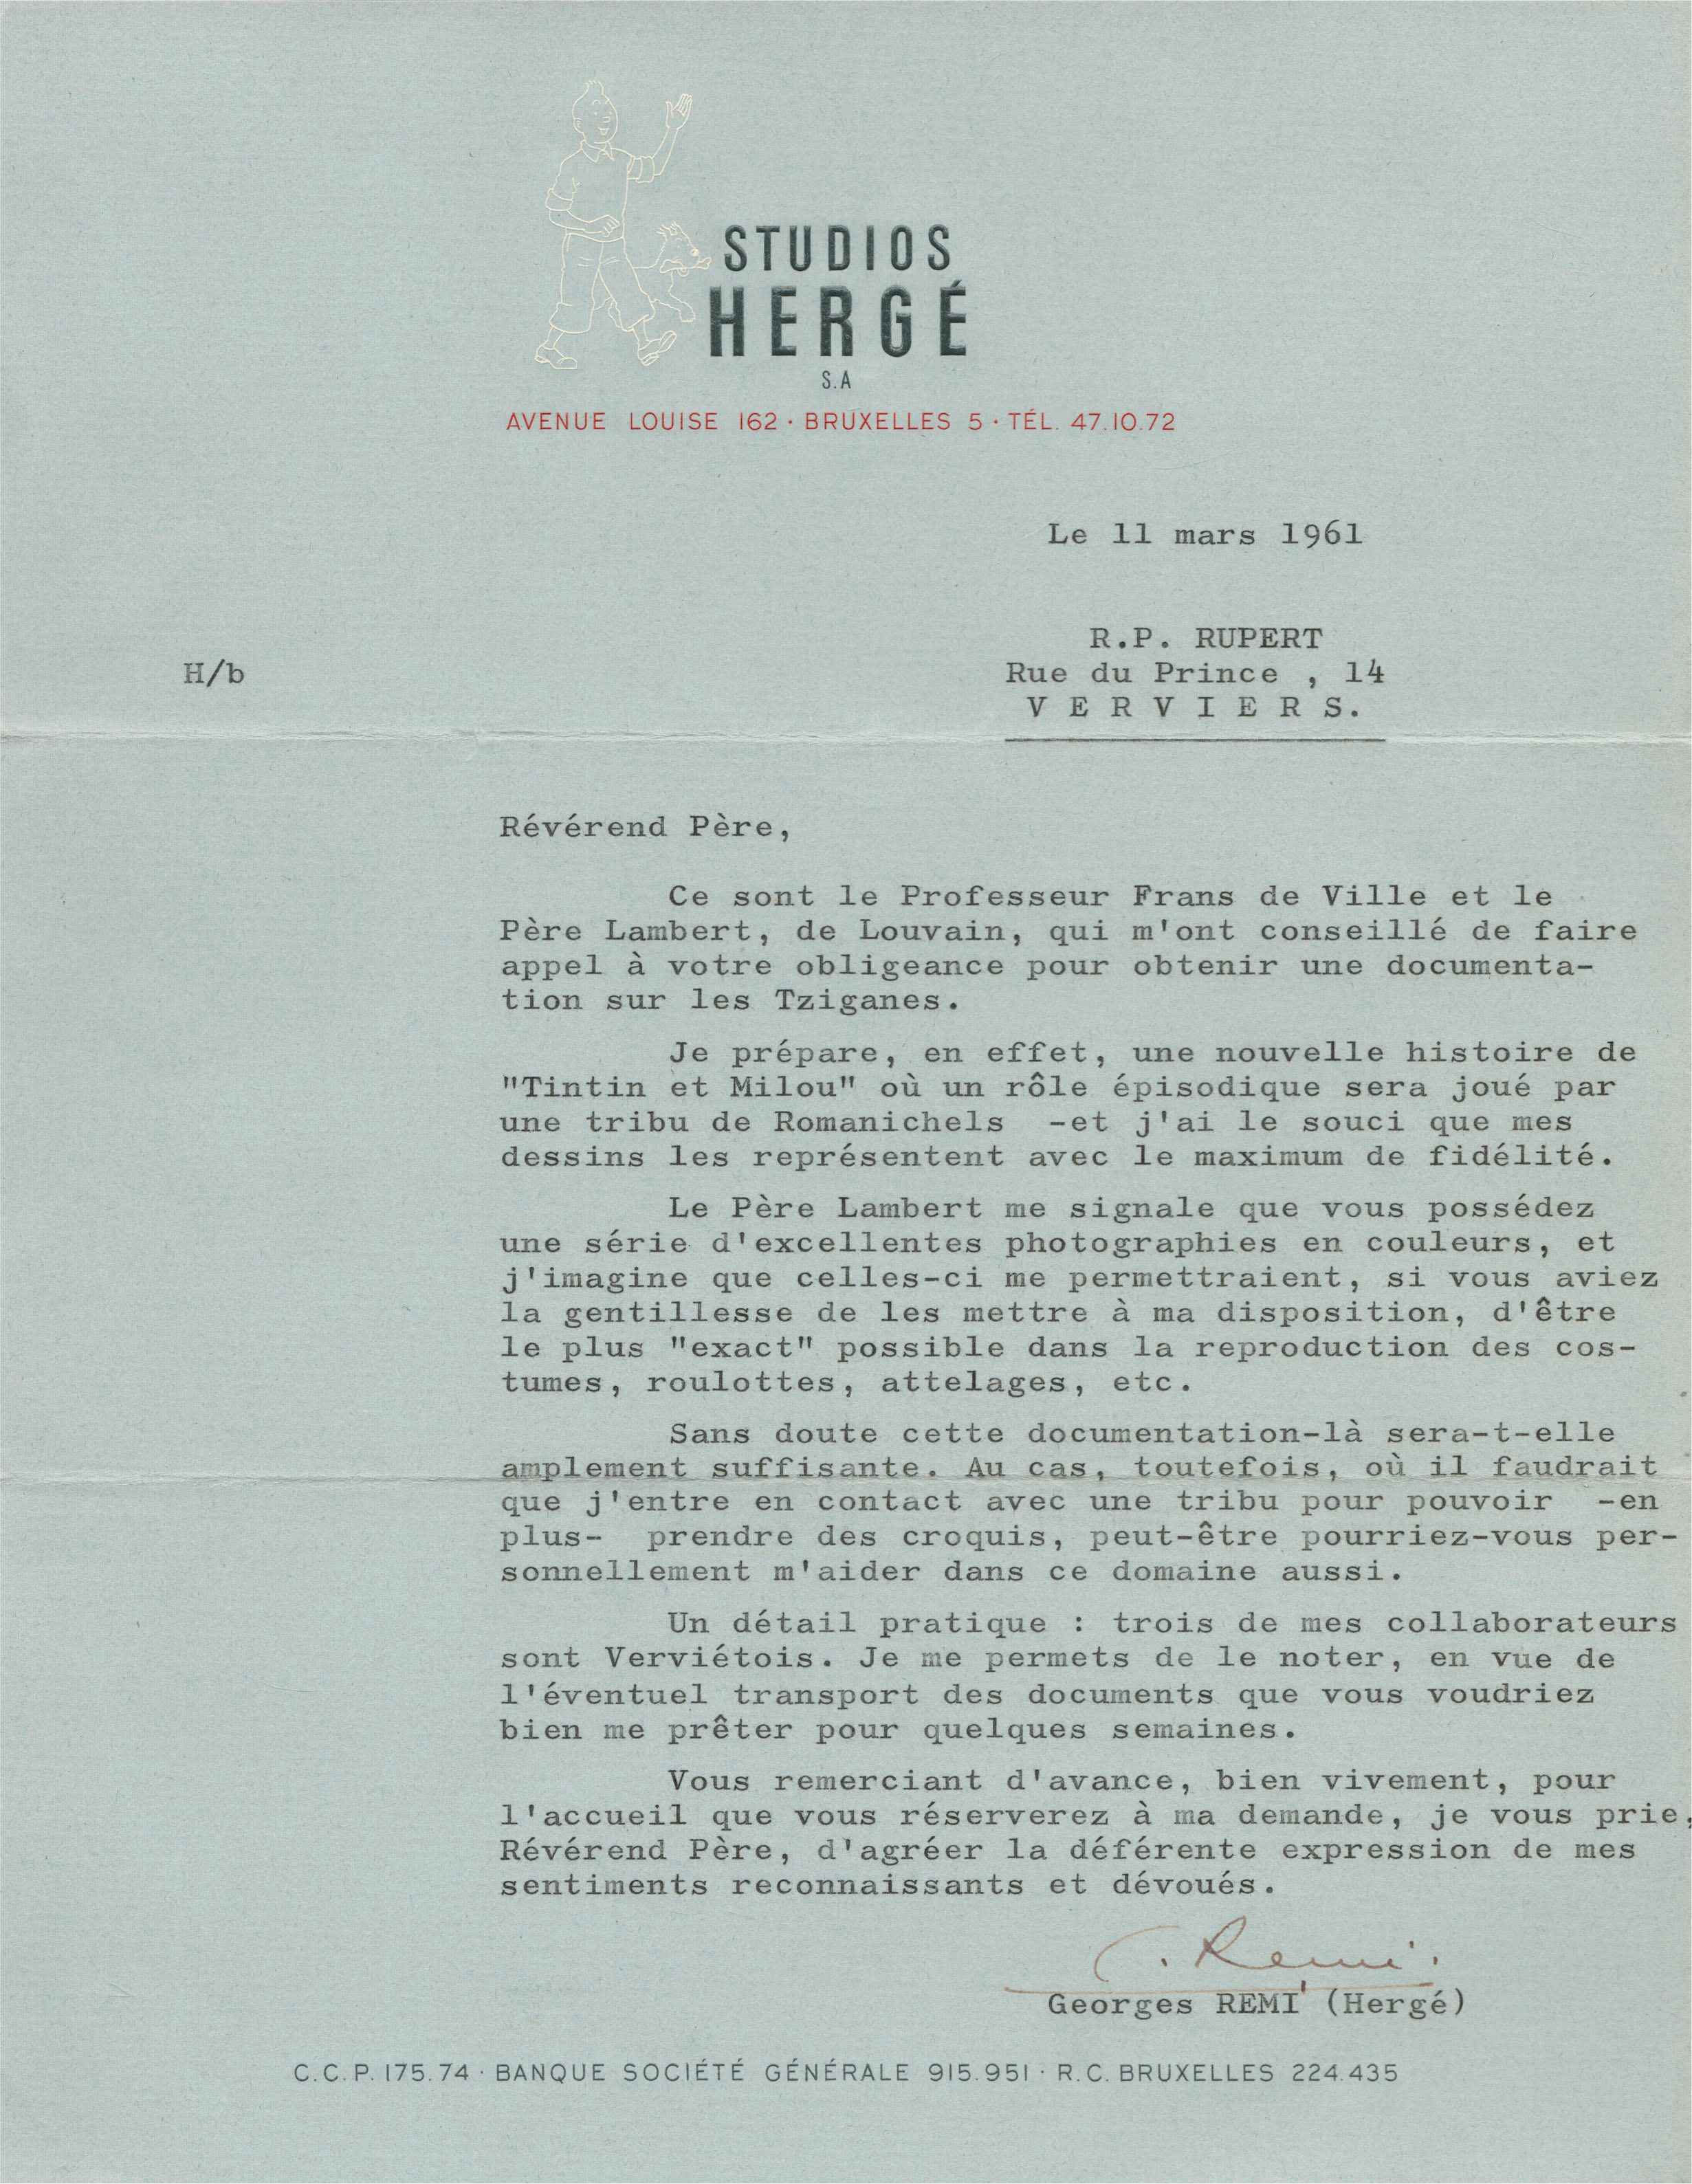 STUDIOS
HERGÉ
S.A
AVENUE LOUISE 162 · BRUXELLES 5 · TÉL. 47.10.72
Le 11 mars 1961
R.P. RUPERT
H/b
Rue du Prince , 14
V E R V I E R S.
Révérend Père,
Ce sont le Professeur Frans de Ville et le
Père Lambert, de Louvain, qui m'ont conseillé de faire
appel à votre obligeance pour obtenir une documenta-
tion sur les Tziganes.
Je prépare, en effet, une nouvelle histoire de
"Tintin et Milou" où un rôle épisodique sera joué par
une tribu de Romanichels -et j'ai le souci que mes
dessins les représentent avec le maximum de fidélité.
Le Père Lambert me signale que vous possédez
une série d'excellentes photographies en couleurs, et
j'imagine que celles-ci me permettraient, si vous aviez
la gentillesse de les mettre à ma disposition, d'être
le plus "exact" possible dans la reproduction des cos-
tumes, roulottes, attelages, etc.
Sans doute cette documentation-là sera-t-elle
amplement suffisante. Au cas, toutefois, où il faudrait
que j'entre en contact avec une tribu pour pouvoir -en
plus- prendre des croquis, peut-être pourriez-vous per-
sonnellement m'aider dans ce domaine aussi.
Un détail pratique : trois de mes collaborateurs
sont Verviétois. Je me permets de le noter, en vue de
l'éventuel transport des documents que vous voudriez
bien me prêter pour quelques semaines.
Vous remerciant d'avance, bien vivement, pour
l'accueil que vous réserverez à ma demande, je vous prie,
Révérend Père, d'agréer la déférente expression de mes
sentiments reconnaissants et dévoués.
G. Remi.
Georges REMI (Hergé)
C.C.P. 175.74 · BANQUE SOCIÉTÉ GÉNÉRALE 915.951 · R.C. BRUXELLES 224.435